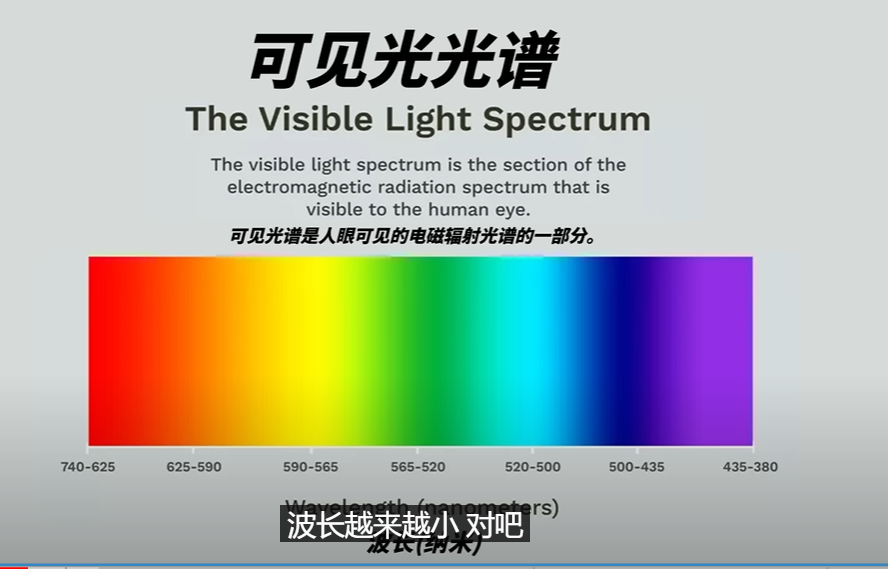 可见光光谱
The Visible Light Spectrum
The visible light spectrum is the section of the
electromagnetic radiation spectrum that is
visible to the human eye.
可见光谱是人眼可见的电磁辐射光谱的一部分。
740-625 625-590 590-565 565-520 520-500 500-435 435-380
Wavelength (nanometers)
波长越来越小 对吧
波长(纳米)